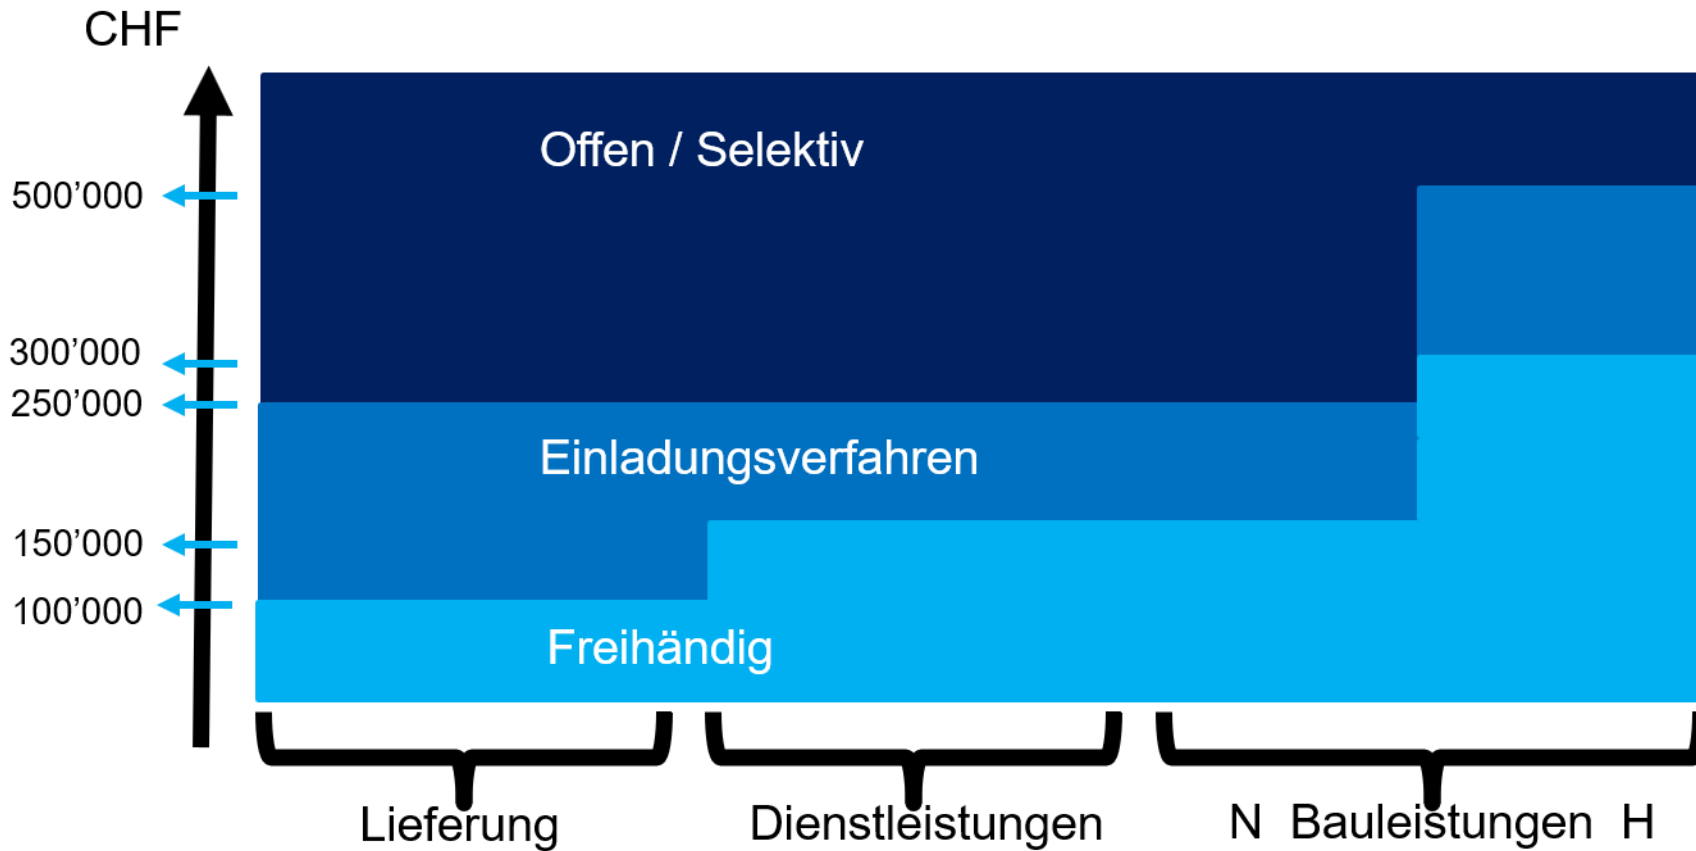 CHF
Offen / Selektiv
500’000
300’000
250’000
Einladungsverfahren
150’000
100’000
Freihändig
Lieferung
Dienstleistungen
N Bauleistungen H